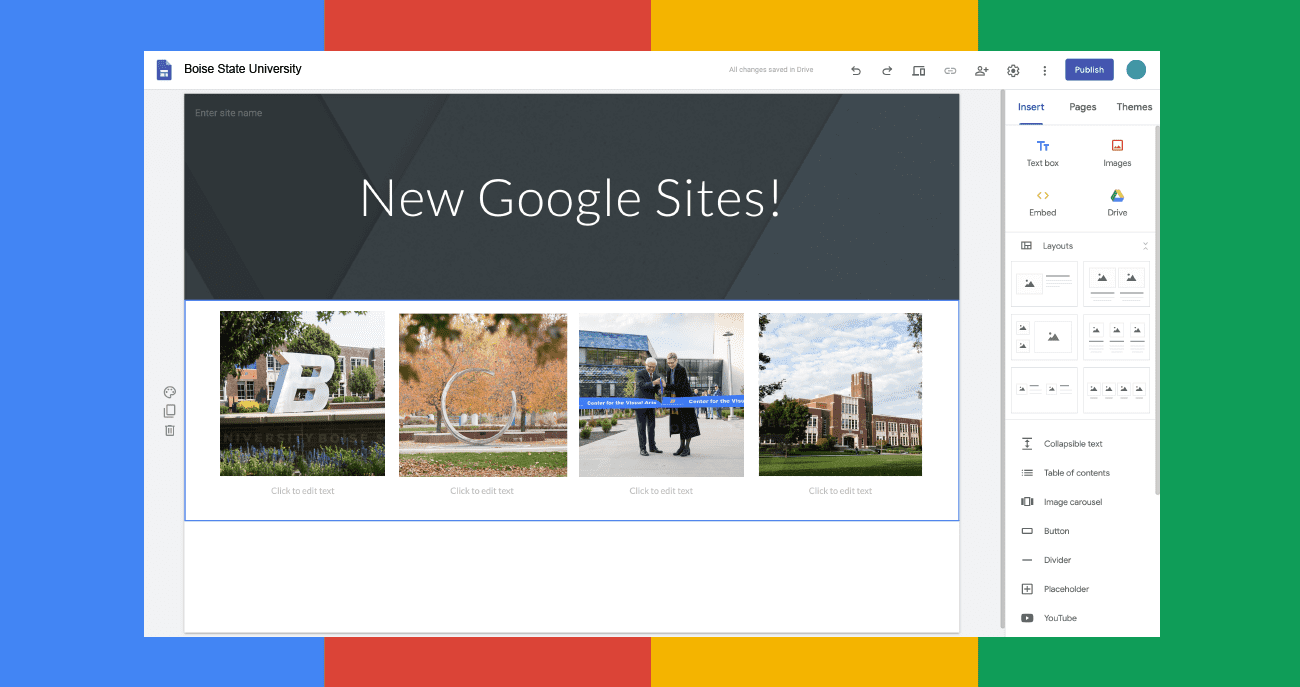 Boise State University
All changes saved in Drive
Publish
Enter site name
New Google Sites!
B
Center for the Visual Arts
Center for the Visual
Click to edit text
Click to edit text
Click to edit text
Click to edit text
Insert
Pages
Themes
Text box
Images
Embed
Drive
Layouts
Collapsible text
Table of contents
Image carousel
Button
Divider
Placeholder
YouTube